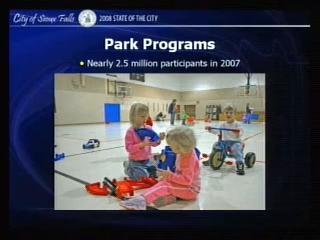 City of Sioux Falls 2008 STATE OF THE CITY
Park Programs
Nearly 2.5 million participants in 2007